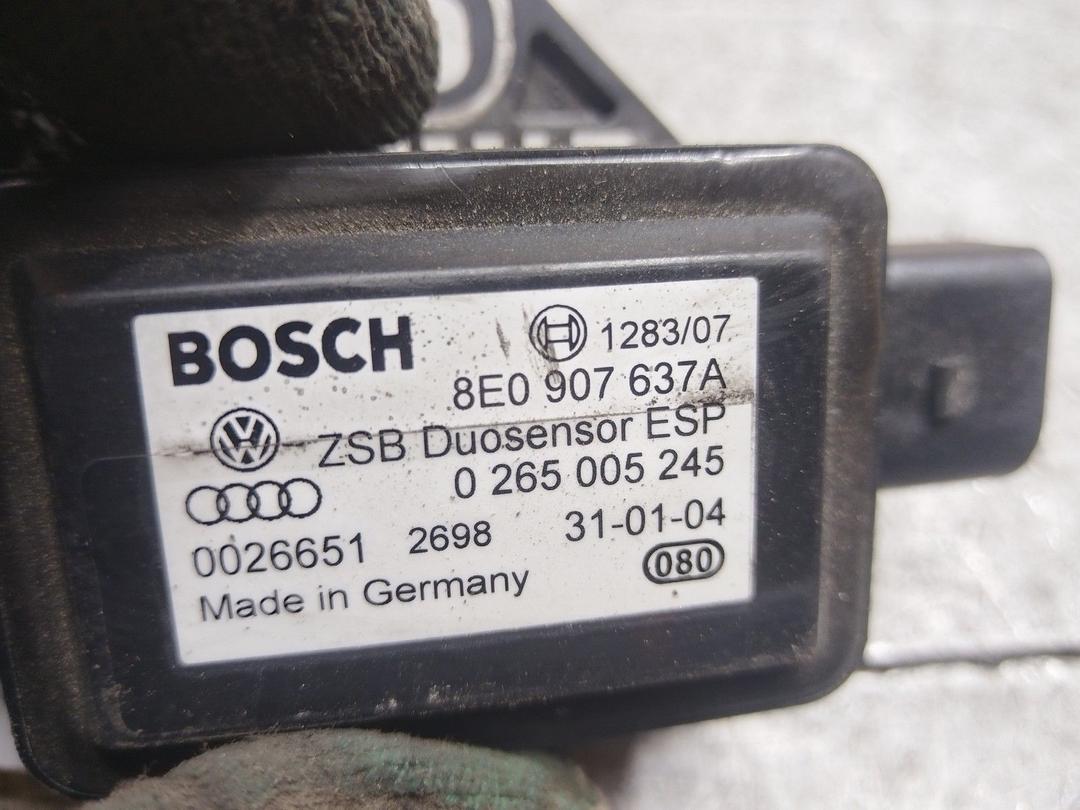 BOSCH 1283/07
8E0 907 637A
ZSB Duosensor ESP
0 265 005 245
0026651 2698 31-01-04
Made in Germany 080